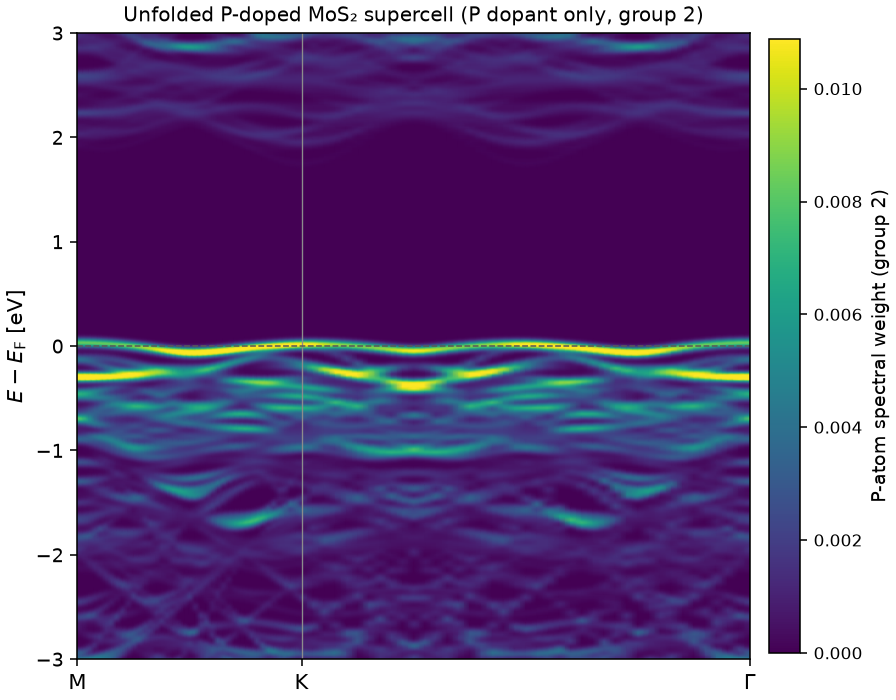 Unfolded P-doped MoS₂ supercell (P dopant only, group 2)
E − E_F [eV]
3
2
1
0
−1
−2
−3
M
K
Γ
0.010
0.008
0.006
0.004
0.002
0.000
P-atom spectral weight (group 2)